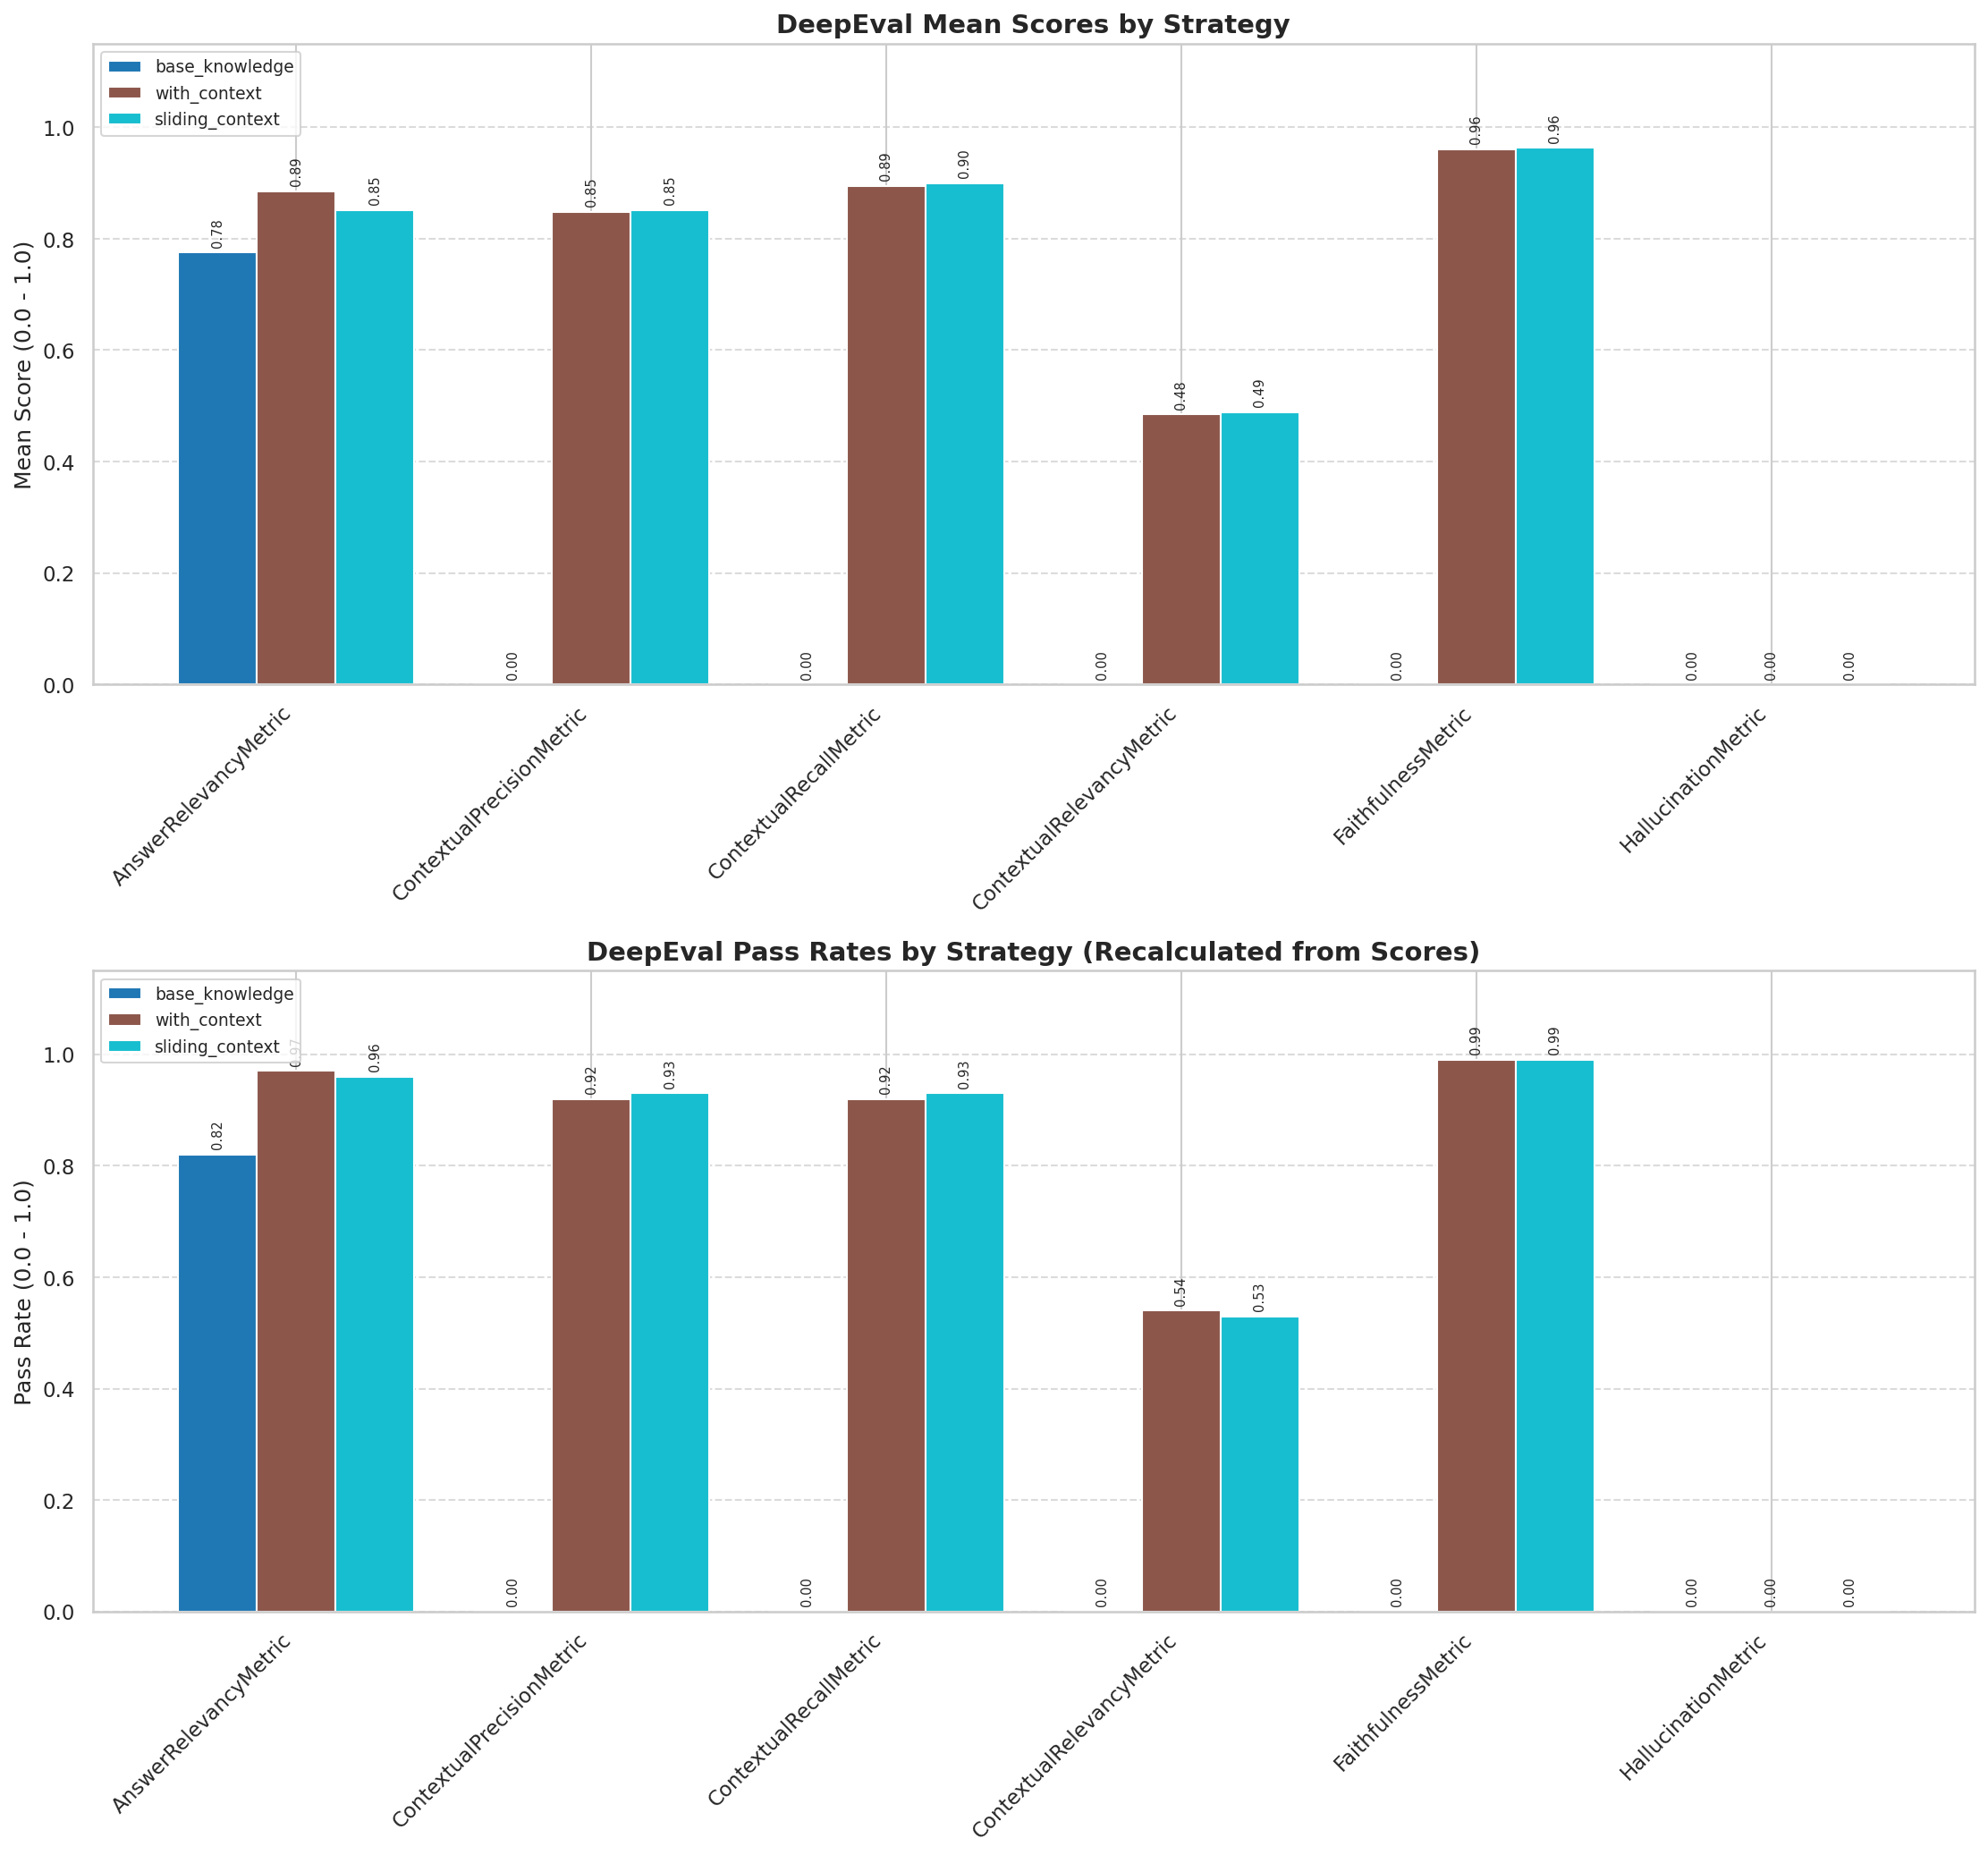 DeepEval Mean Scores by Strategy
base_knowledge
with_context
sliding_context
Mean Score (0.0 - 1.0)
1.0
0.8
0.6
0.4
0.2
0.0
0.78
0.89
0.85
0.00
0.85
0.85
0.00
0.89
0.90
0.00
0.48
0.49
0.00
0.96
0.96
0.00
0.00
0.00
AnswerRelevancyMetric
ContextualPrecisionMetric
ContextualRecallMetric
ContextualRelevancyMetric
FaithfulnessMetric
HallucinationMetric
DeepEval Pass Rates by Strategy (Recalculated from Scores)
base_knowledge
with_context
sliding_context
Pass Rate (0.0 - 1.0)
1.0
0.8
0.6
0.4
0.2
0.0
0.82
0.97
0.96
0.00
0.92
0.93
0.00
0.92
0.93
0.00
0.54
0.53
0.00
0.99
0.99
0.00
0.00
0.00
AnswerRelevancyMetric
ContextualPrecisionMetric
ContextualRecallMetric
ContextualRelevancyMetric
FaithfulnessMetric
HallucinationMetric